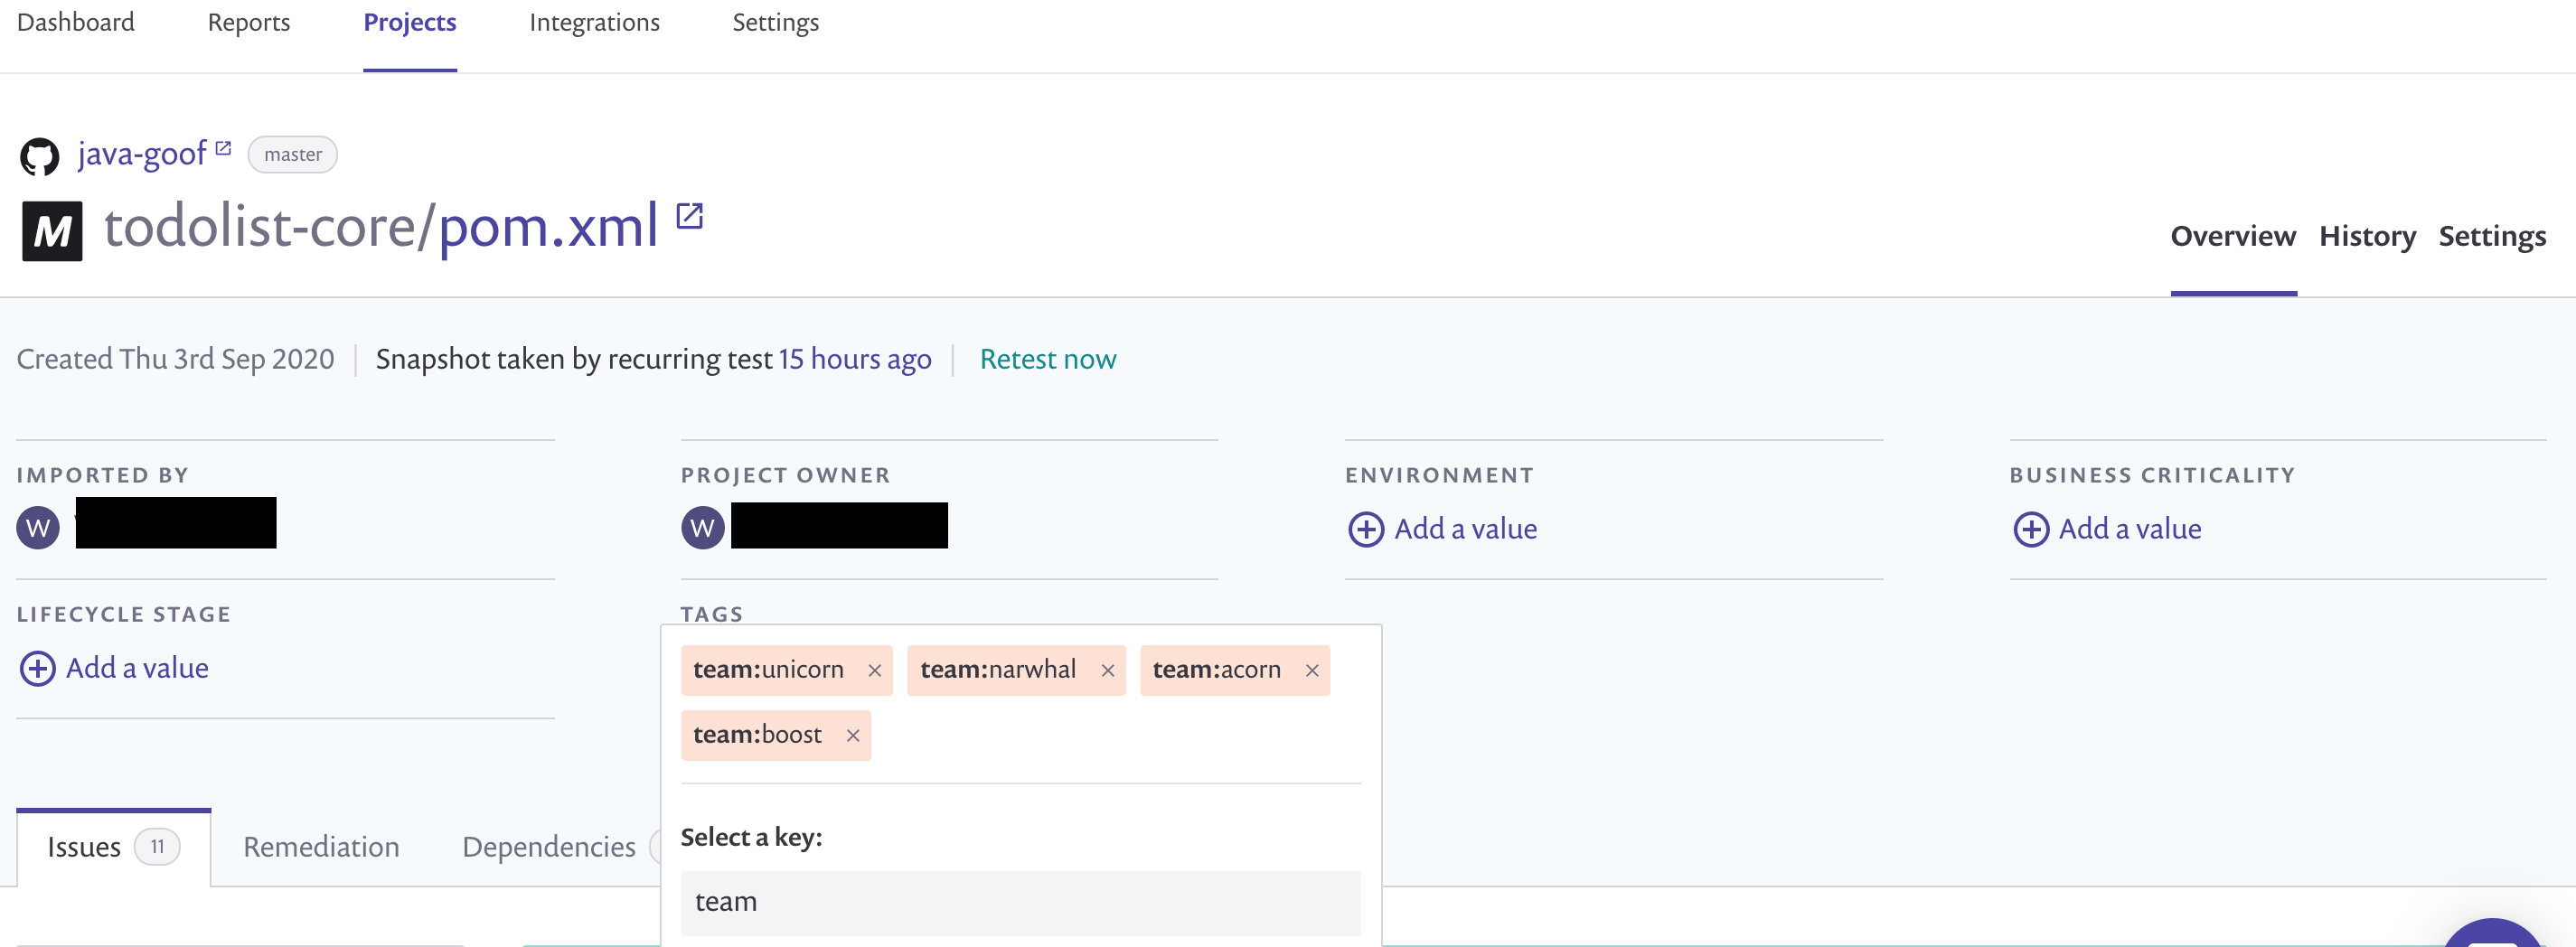 Dashboard Reports Projects Integrations Settings
java-goof master
M todolist-core/pom.xml
Overview History Settings
Created Thu 3rd Sep 2020 Snapshot taken by recurring test 15 hours ago Retest now
IMPORTED BY PROJECT OWNER ENVIRONMENT BUSINESS CRITICALITY
W W Add a value Add a value
LIFECYCLE STAGE TAGS
Add a value team:unicorn × team:narwhal × team:acorn ×
team:boost ×
Select a key:
Issues 11 Remediation Dependencies
team